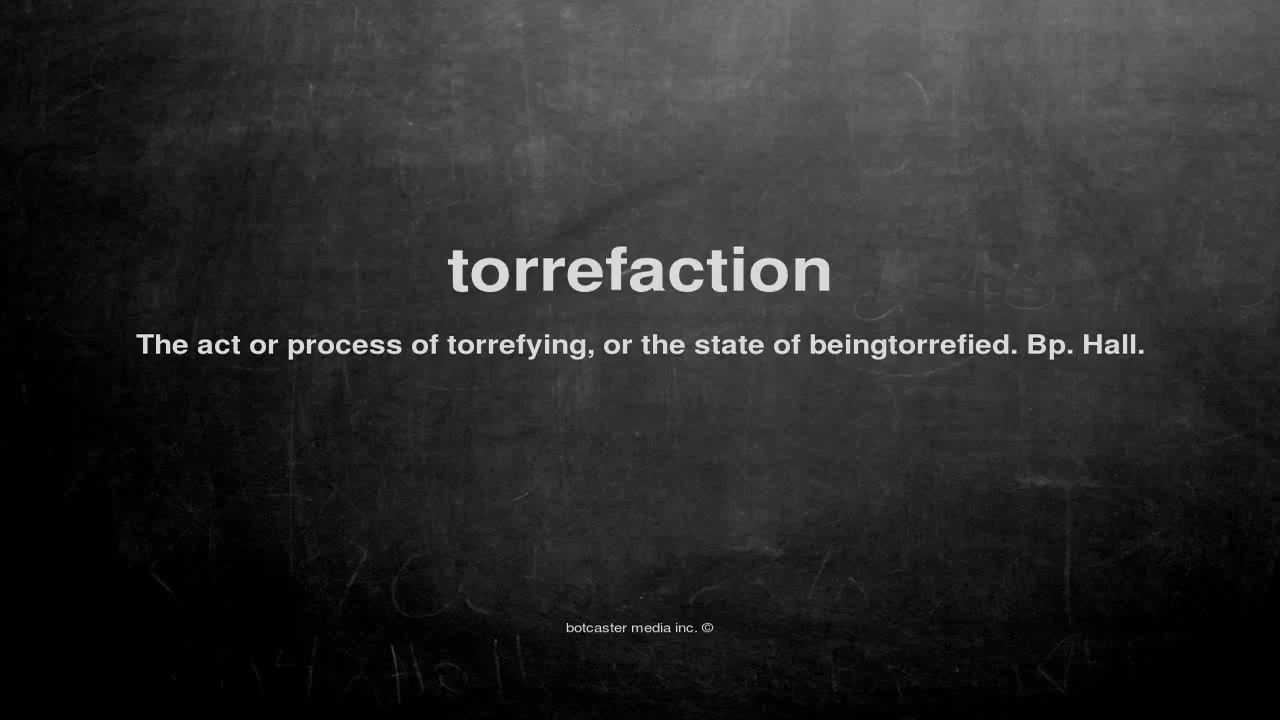 torrefaction
The act or process of torrefying, or the state of beingtorrefied. Bp. Hall.
botcaster media inc. ©